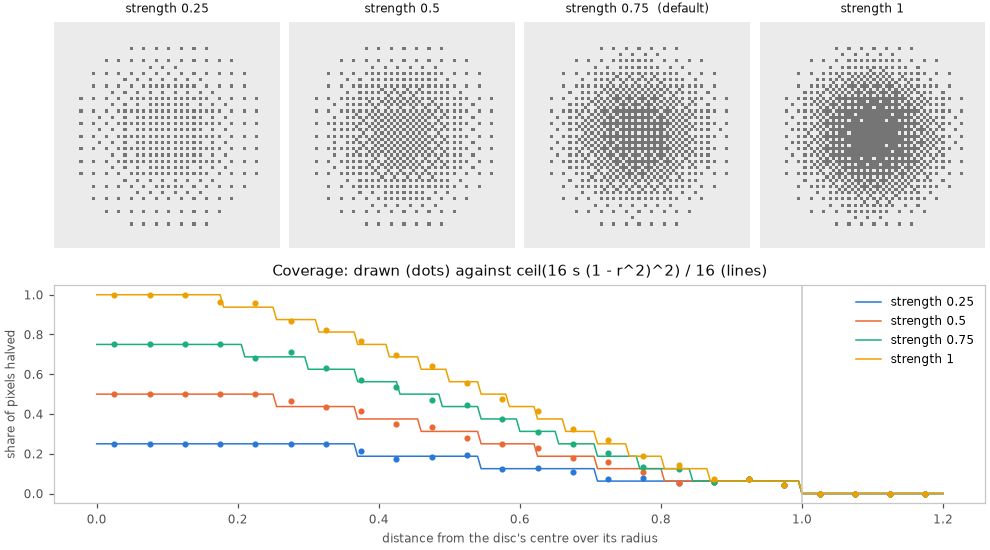 strength 0.25
strength 0.5
strength 0.75  (default)
strength 1
Coverage: drawn (dots) against ceil(16 s (1 - r^2)^2) / 16 (lines)
share of pixels halved
1.0
0.8
0.6
0.4
0.2
0.0
strength 0.25
strength 0.5
strength 0.75
strength 1
0.0
0.2
0.4
0.6
0.8
1.0
1.2
distance from the disc's centre over its radius